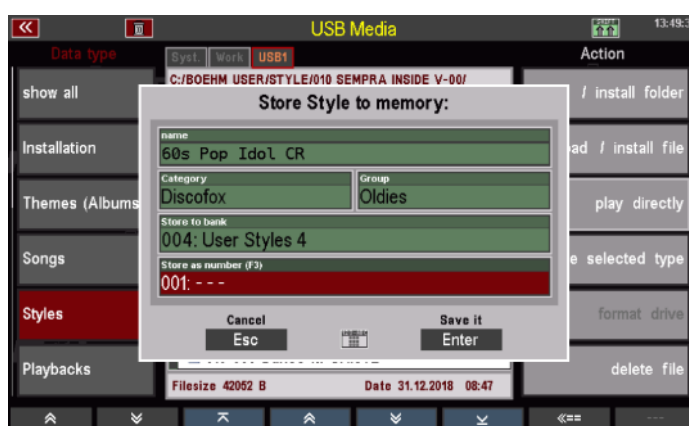 USB Media
13:49:3
Data type
Syst. Work USB1
Action
C:/BOEHM USER/STYLE/010 SEMPRA INSIDE V-00/
show all
/ install folder
Store Style to memory:
name
60s Pop Idol CR
Installation
ad / install file
Category
Group
Discofox
Oldies
Themes (Albums
play directly
Store to bank
004: User Styles 4
Songs
e selected type
Store as number (F3)
001: - - -
Styles
format drive
Cancel
Save it
Esc
Enter
Playbacks
delete file
Filesize 42052 B
Date 31.12.2018 08:47
«==
---